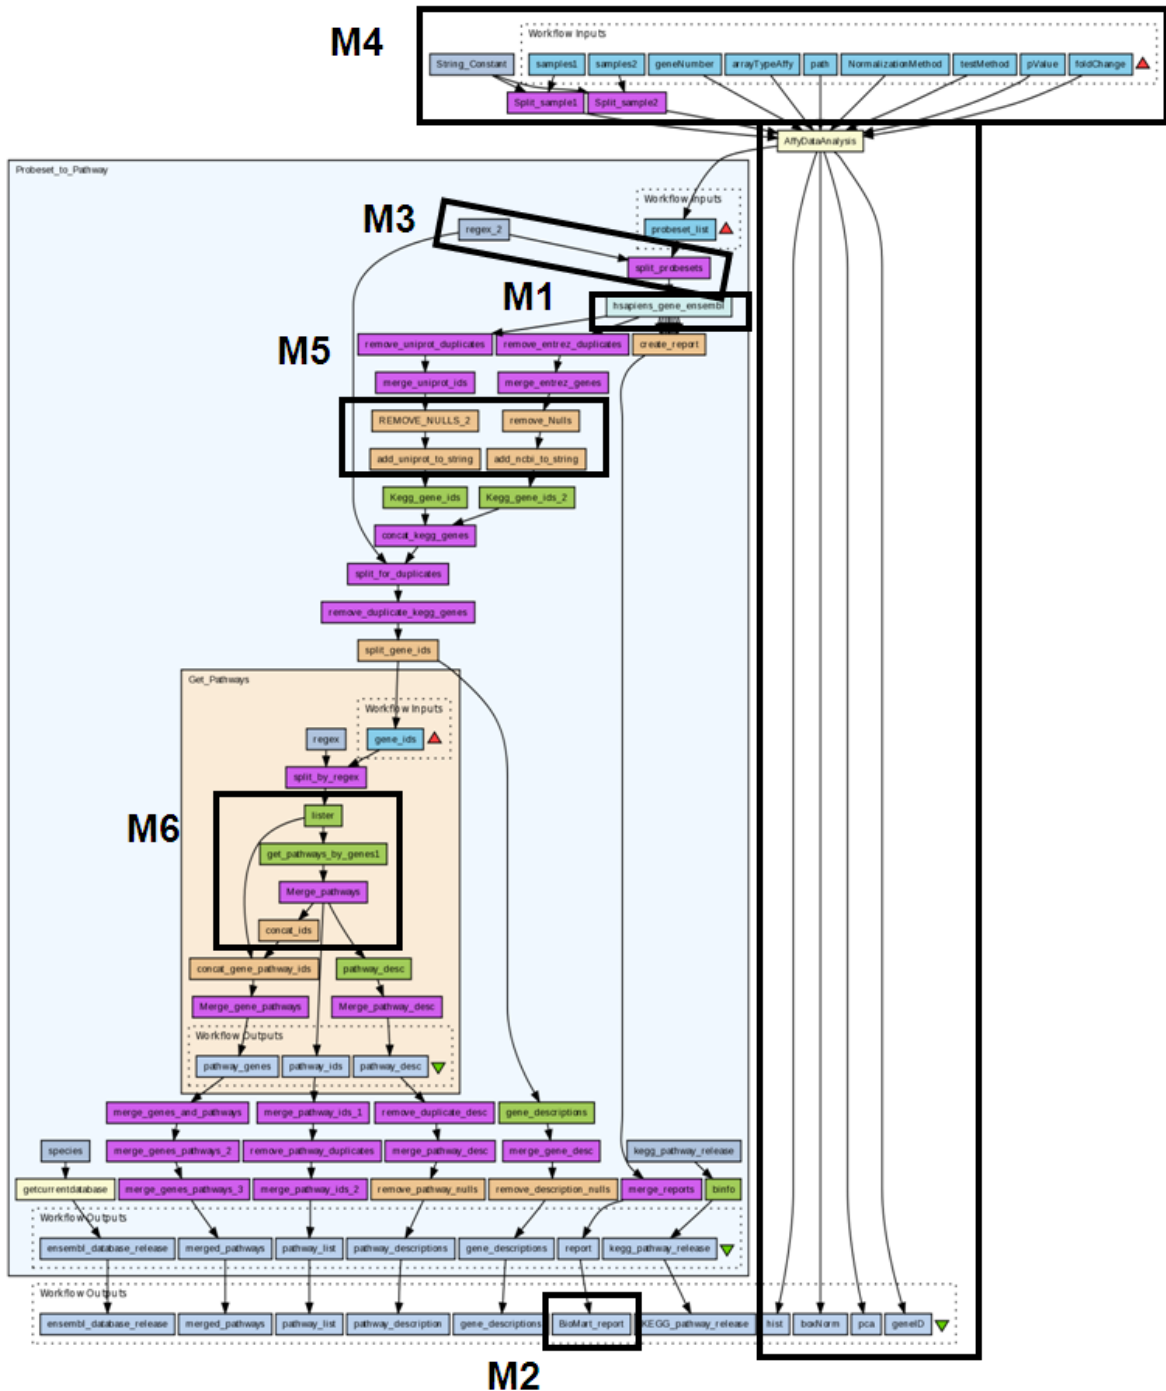 M4
Workflow Inputs
String_Constant samples1 samples2 geneNumber arrayTypeAffy path NormalizationMethod testMethod pValue foldChange
Split_sample1 Split_sample2
AffyDataAnalysis
Probeset_to_Pathway
Workflow Inputs
M3
regex_2 probeset_list
split_probesets
M1
hsapiens_gene_ensembl
M5
remove_uniprot_duplicates remove_entrez_duplicates create_report
merge_uniprot_ids merge_entrez_genes
REMOVE_NULLS_2 remove_Nulls
add_uniprot_to_string add_ncbi_to_string
Kegg_gene_ids Kegg_gene_ids_2
concat_kegg_genes
split_for_duplicates
remove_duplicate_kegg_genes
split_gene_ids
Get_Pathways
Workflow Inputs
regex gene_ids
split_by_regex
M6
lister
get_pathways_by_genes1
Merge_pathways
concat_ids
concat_gene_pathway_ids pathway_desc
Merge_gene_pathways Merge_pathway_desc
Workflow Outputs
pathway_genes pathway_ids pathway_desc
merge_genes_and_pathways merge_pathway_ids_1 remove_duplicate_desc gene_descriptions
species merge_genes_pathways_2 remove_pathway_duplicates merge_pathway_desc merge_gene_desc kegg_pathway_release
getcurrentdatabase merge_genes_pathways_3 merge_pathway_ids_2 remove_pathway_nulls remove_description_nulls merge_reports binfo
Workflow Outputs
ensembl_database_release merged_pathways pathway_list pathway_descriptions gene_descriptions report kegg_pathway_release
Workflow Outputs
ensembl_database_release merged_pathways pathway_list pathway_description gene_descriptions BioMart_report KEGG_pathway_release hist boxNorm pca geneID
M2